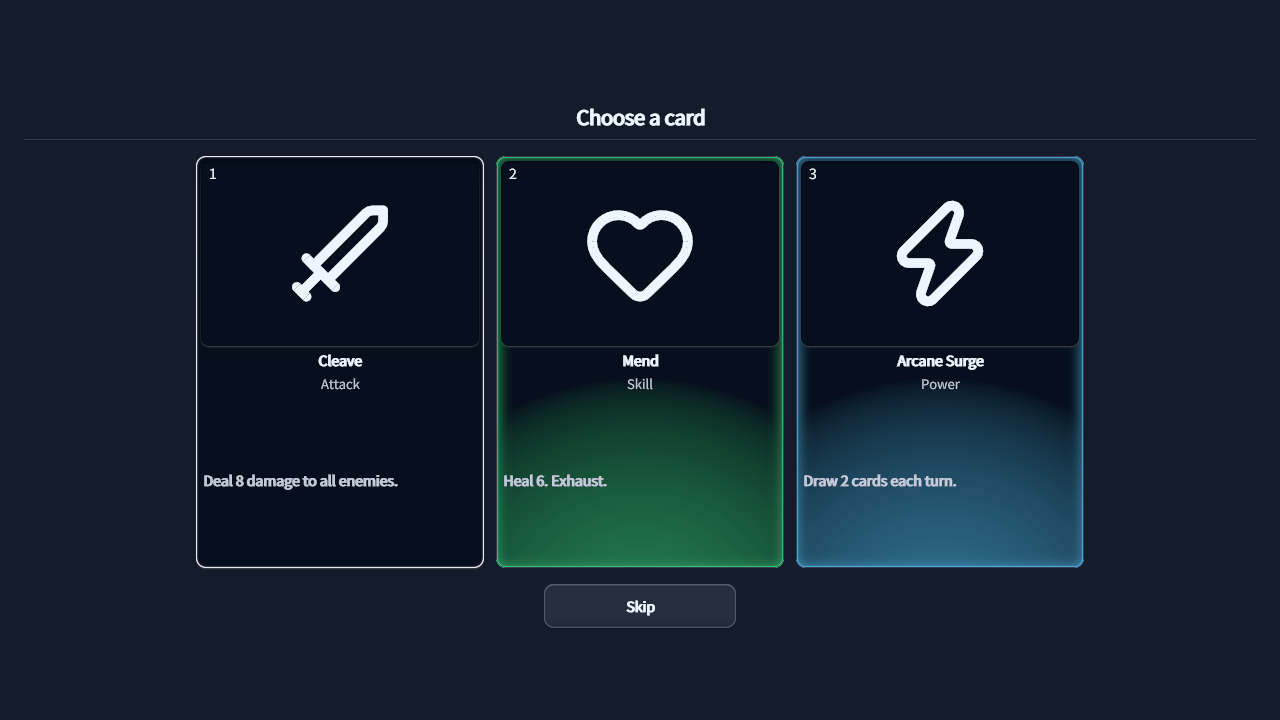 Choose a card
1
Cleave
Attack
Deal 8 damage to all enemies.
2
Mend
Skill
Heal 6. Exhaust.
3
Arcane Surge
Power
Draw 2 cards each turn.
Skip